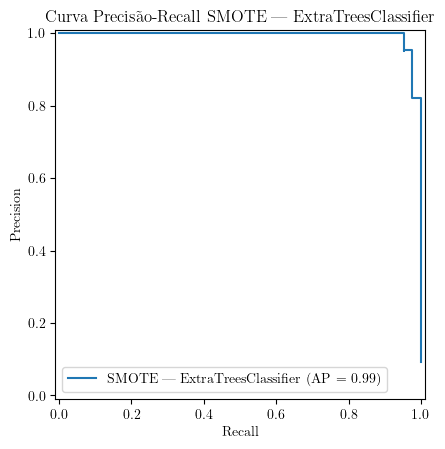 Curva Precisão-Recall SMOTE — ExtraTreesClassifier
1.0
0.8
0.6
0.4
0.2
0.0
Precision
SMOTE — ExtraTreesClassifier (AP = 0.99)
0.0 0.2 0.4 0.6 0.8 1.0
Recall